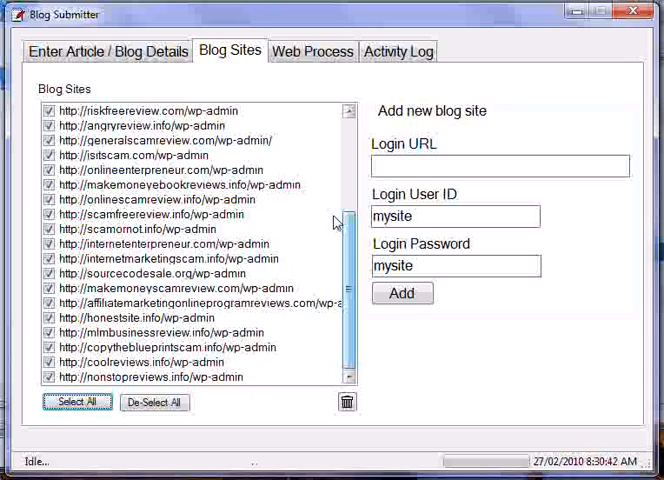 Blog Submitter
Enter Article / Blog Details
Blog Sites
Web Process
Activity Log
Blog Sites
http://riskfreereview.com/wp-admin
http://angryreview.info/wp-admin
http://generalscamreview.com/wp-admin/
http://isitscam.com/wp-admin
http://onlineenterpreneur.com/wp-admin
http://makemoneyebookreviews.info/wp-admin
http://onlinescamreview.info/wp-admin
http://scamfreereview.info/wp-admin
http://scamornot.info/wp-admin
http://internetenterpreneur.com/wp-admin
http://internetmarketingscam.info/wp-admin
http://sourcecodesale.org/wp-admin
http://makemoneyscamreview.com/wp-admin
http://affiliatemarketingonlineprogramreviews.com/wp-a
http://honestsite.info/wp-admin
http://mlmbusinessreview.info/wp-admin
http://copytheblueprintscam.info/wp-admin
http://coolreviews.info/wp-admin
http://nonstopreviews.info/wp-admin
Select All
De-Select All
Add new blog site
Login URL
Login User ID
mysite
Login Password
mysite
Add
Idle...
..
27/02/2010 8:30:42 AM